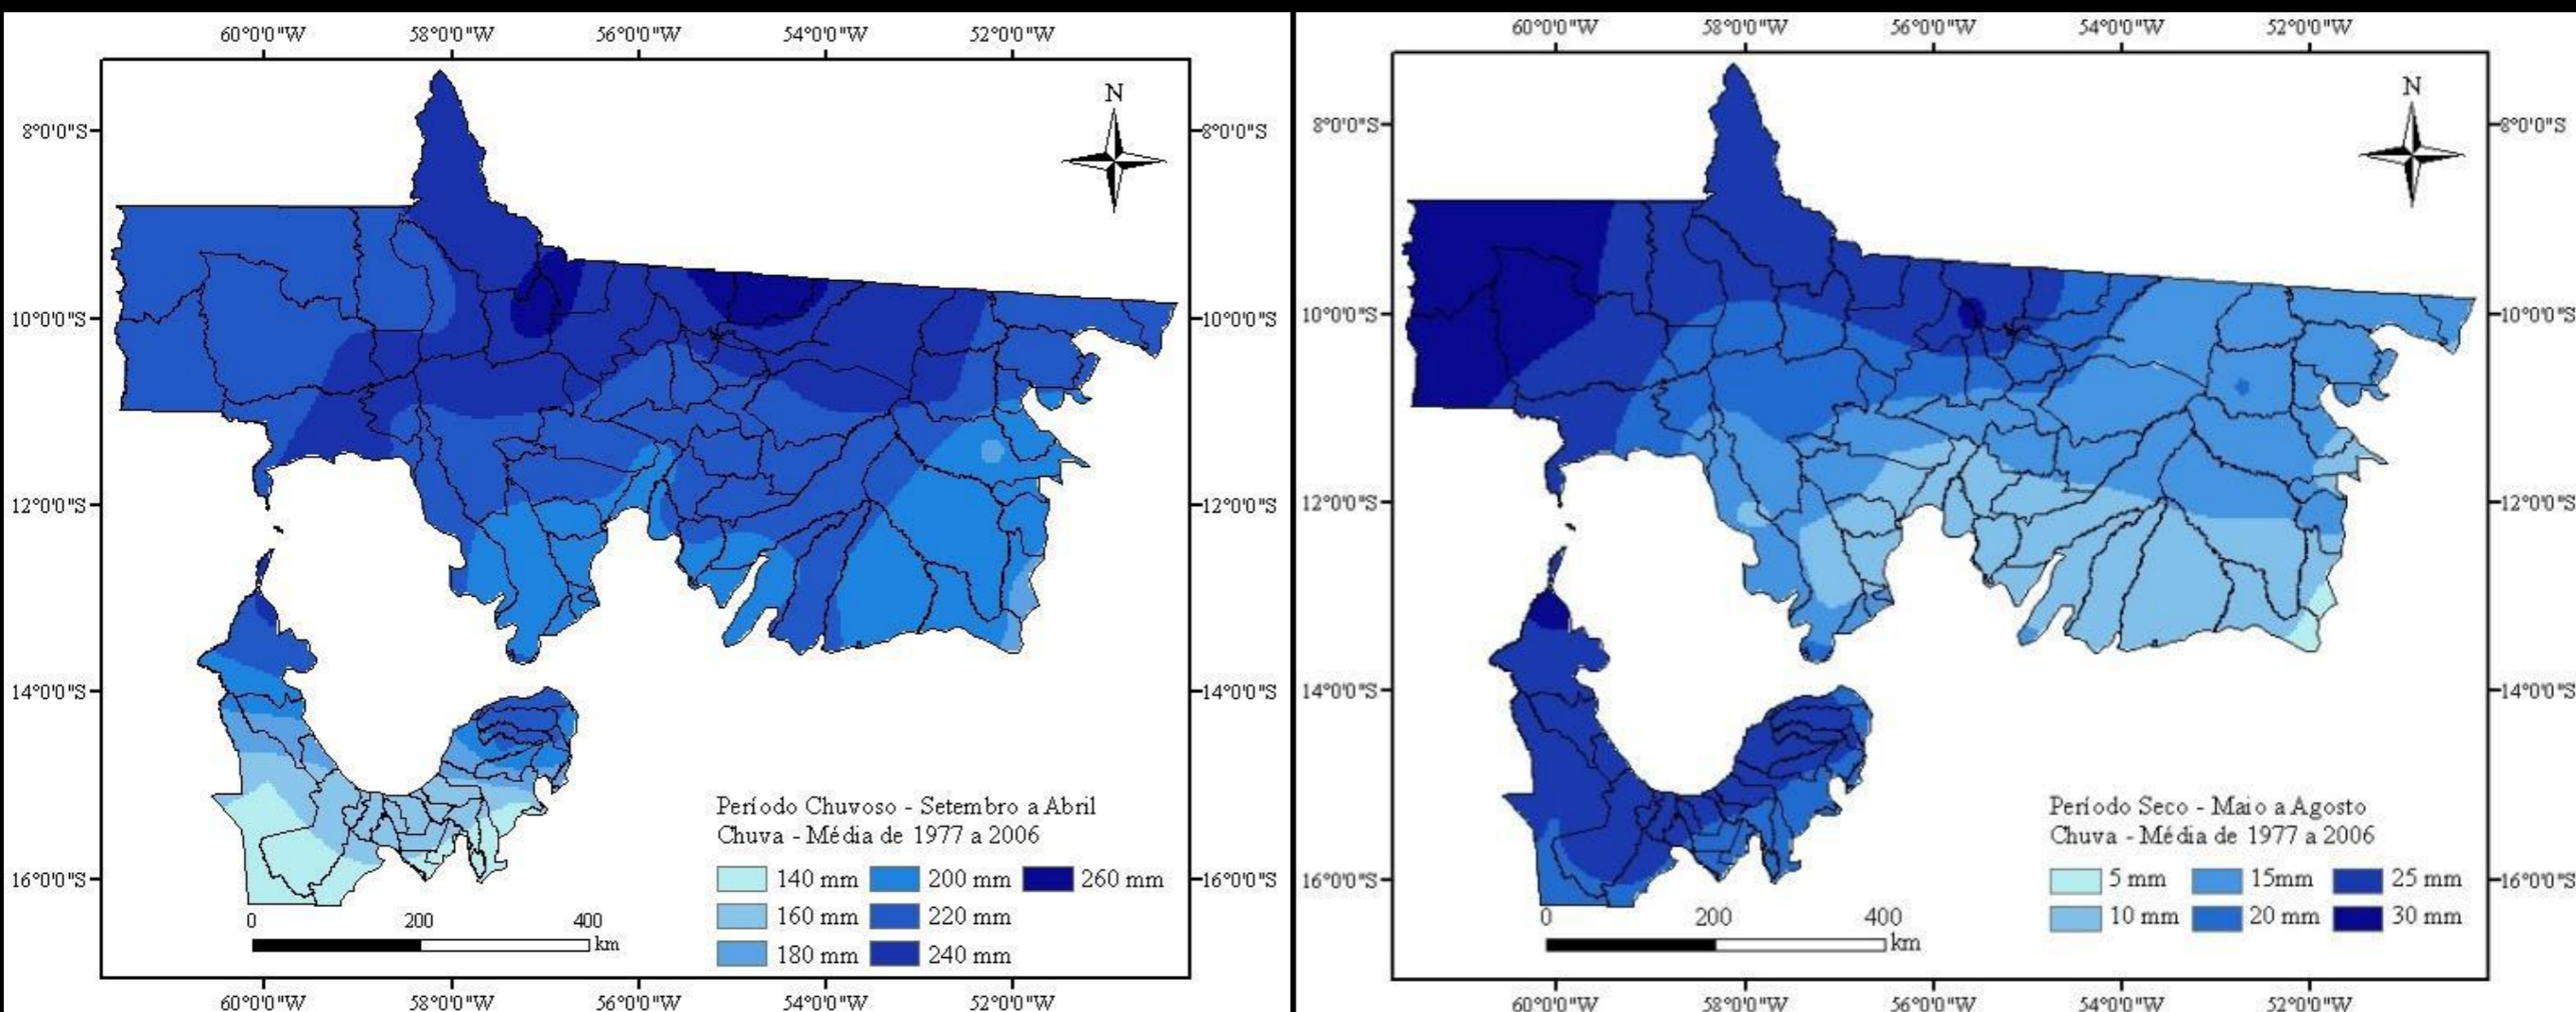 60°0'0"W 58°0'0"W 56°0'0"W 54°0'0"W 52°0'0"W
N
8°0'0"S 8°0'0"S
10°0'0"S 10°0'0"S
12°0'0"S 12°0'0"S
14°0'0"S 14°0'0"S
16°0'0"S 16°0'0"S
Período Chuvoso - Setembro a Abril
Chuva - Média de 1977 a 2006
140 mm 200 mm 260 mm
160 mm 220 mm
180 mm 240 mm
0 200 400
km
60°0'0"W 58°0'0"W 56°0'0"W 54°0'0"W 52°0'0"W
60°0'0"W 58°0'0"W 56°0'0"W 54°0'0"W 52°0'0"W
N
8°0'0"S 8°0'0"S
10°0'0"S 10°0'0"S
12°0'0"S 12°0'0"S
14°0'0"S 14°0'0"S
16°0'0"S 16°0'0"S
Período Seco - Maio a Agosto
Chuva - Média de 1977 a 2006
5 mm 15mm 25 mm
10 mm 20 mm 30 mm
0 200 400
km
60°0'0"W 58°0'0"W 56°0'0"W 54°0'0"W 52°0'0"W